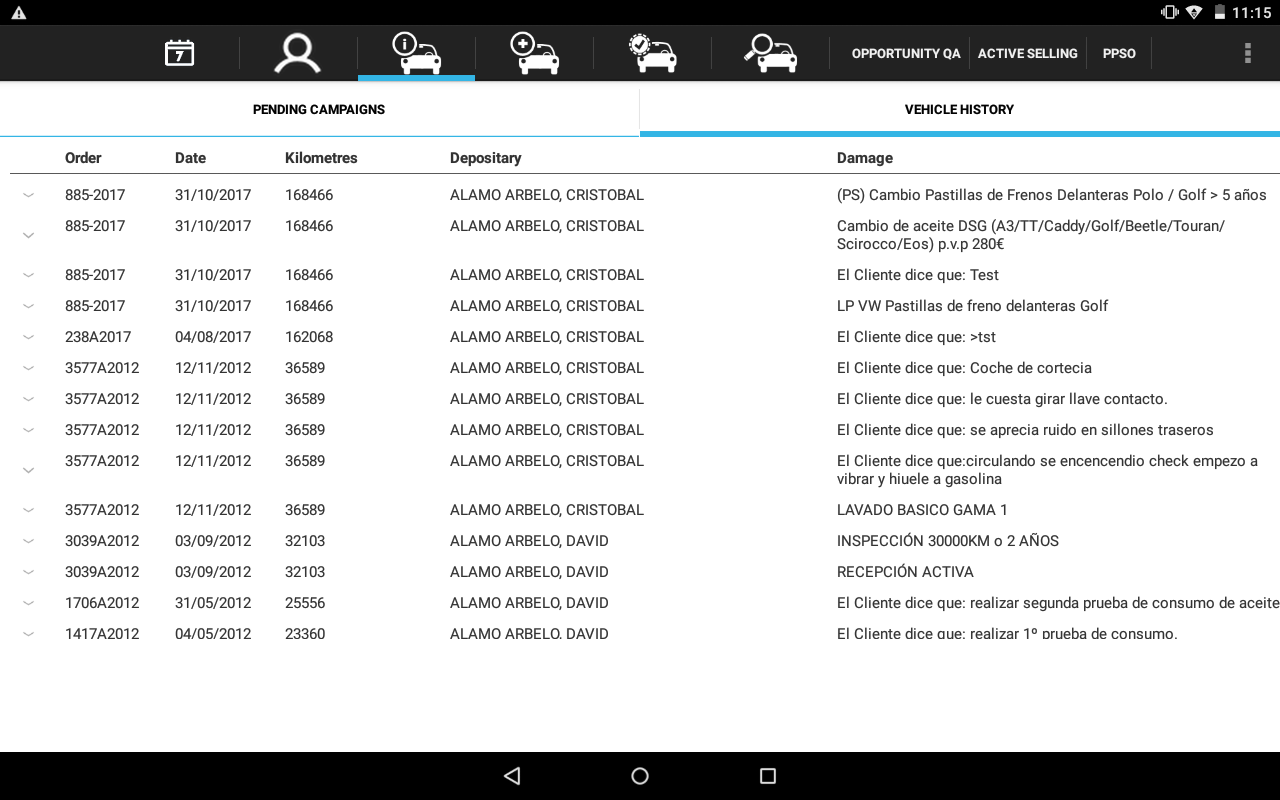 11:15
7
OPPORTUNITY QA ACTIVE SELLING PPSO
PENDING CAMPAIGNS VEHICLE HISTORY
Order Date Kilometres Depositary Damage
885-2017 31/10/2017 168466 ALAMO ARBELO, CRISTOBAL (PS) Cambio Pastillas de Frenos Delanteras Polo / Golf > 5 años
885-2017 31/10/2017 168466 ALAMO ARBELO, CRISTOBAL Cambio de aceite DSG (A3/TT/Caddy/Golf/Beetle/Touran/
Scirocco/Eos) p.v.p 280€
885-2017 31/10/2017 168466 ALAMO ARBELO, CRISTOBAL El Cliente dice que: Test
885-2017 31/10/2017 168466 ALAMO ARBELO, CRISTOBAL LP VW Pastillas de freno delanteras Golf
238A2017 04/08/2017 162068 ALAMO ARBELO, CRISTOBAL El Cliente dice que: >tst
3577A2012 12/11/2012 36589 ALAMO ARBELO, CRISTOBAL El Cliente dice que: Coche de cortecia
3577A2012 12/11/2012 36589 ALAMO ARBELO, CRISTOBAL El Cliente dice que: le cuesta girar llave contacto.
3577A2012 12/11/2012 36589 ALAMO ARBELO, CRISTOBAL El Cliente dice que: se aprecia ruido en sillones traseros
3577A2012 12/11/2012 36589 ALAMO ARBELO, CRISTOBAL El Cliente dice que:circulando se encencendio check empezo a
vibrar y hiuele a gasolina
3577A2012 12/11/2012 36589 ALAMO ARBELO, CRISTOBAL LAVADO BASICO GAMA 1
3039A2012 03/09/2012 32103 ALAMO ARBELO, DAVID INSPECCIÓN 30000KM o 2 AÑOS
3039A2012 03/09/2012 32103 ALAMO ARBELO, DAVID RECEPCIÓN ACTIVA
1706A2012 31/05/2012 25556 ALAMO ARBELO, DAVID El Cliente dice que: realizar segunda prueba de consumo de aceite
1417A2012 04/05/2012 23360 ALAMO ARBELO, DAVID El Cliente dice que: realizar 1º prueba de consumo.